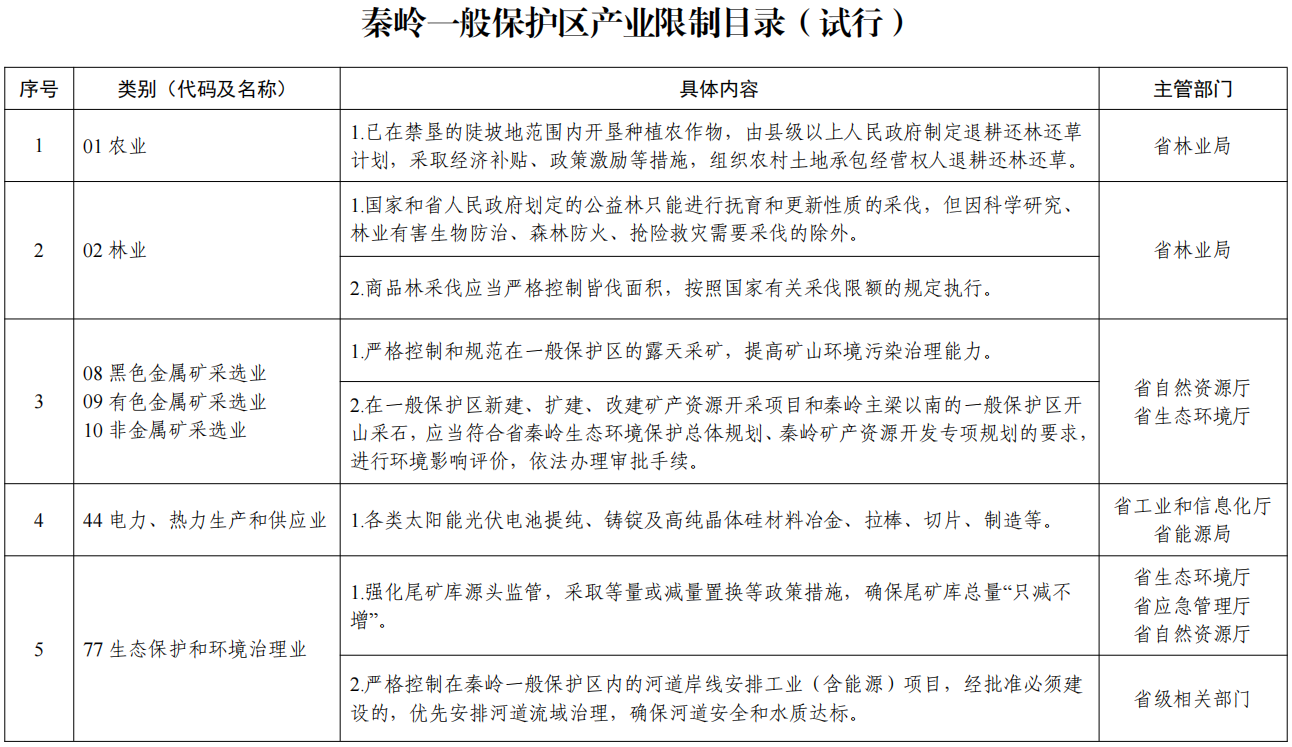 秦岭一般保护区产业限制目录（试行）
序号 类别（代码及名称） 具体内容 主管部门
1 01 农业
1.已在禁垦的陡坡地范围内开垦种植农作物，由县级以上人民政府制定退耕还林还草
计划，采取经济补贴、政策激励等措施，组织农村土地承包经营权人退耕还林还草。
省林业局
2 02 林业
1.国家和省人民政府划定的公益林只能进行抚育和更新性质的采伐，但因科学研究、
林业有害生物防治、森林防火、抢险救灾需要采伐的除外。
2.商品林采伐应当严格控制皆伐面积，按照国家有关采伐限额的规定执行。
省林业局
3
08 黑色金属矿采选业
09 有色金属矿采选业
10 非金属矿采选业
1.严格控制和规范在一般保护区的露天采矿，提高矿山环境污染治理能力。
2.在一般保护区新建、扩建、改建矿产资源开采项目和秦岭主梁以南的一般保护区开
山采石，应当符合省秦岭生态环境保护总体规划、秦岭矿产资源开发专项规划的要求，
进行环境影响评价，依法办理审批手续。
省自然资源厅
省生态环境厅
4 44 电力、热力生产和供应业 1.各类太阳能光伏电池提纯、铸锭及高纯晶体硅材料冶金、拉棒、切片、制造等。
省工业和信息化厅
省能源局
5 77 生态保护和环境治理业
1.强化尾矿库源头监管，采取等量或减量置换等政策措施，确保尾矿库总量“只减不
增”。
省生态环境厅
省应急管理厅
省自然资源厅
2.严格控制在秦岭一般保护区内的河道岸线安排工业（含能源）项目，经批准必须建
设的，优先安排河道流域治理，确保河道安全和水质达标。
省级相关部门